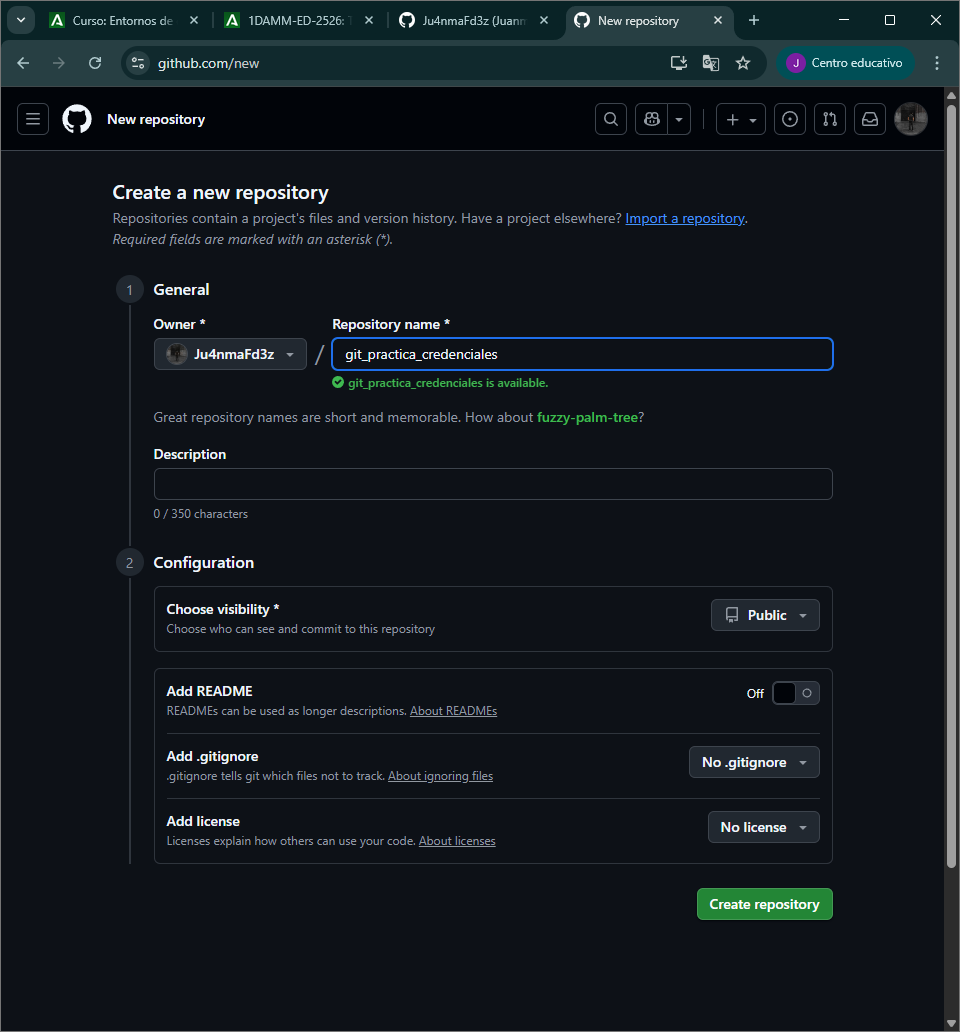 Curso: Entornos de
1DAMM-ED-2526: T
Ju4nmaFd3z (Juann
New repository
github.com/new
J
Centro educativo
New repository
Create a new repository
Repositories contain a project's files and version history. Have a project elsewhere? Import a repository.
Required fields are marked with an asterisk (*).
1
General
Owner *
Repository name *
Ju4nmaFd3z
/
git_practica_credenciales
git_practica_credenciales is available.
Great repository names are short and memorable. How about fuzzy-palm-tree?
Description
0 / 350 characters
2
Configuration
Choose visibility *
Choose who can see and commit to this repository
Public
Add README
READMEs can be used as longer descriptions. About READMEs
Off
Add .gitignore
.gitignore tells git which files not to track. About ignoring files
No .gitignore
Add license
Licenses explain how others can use your code. About licenses
No license
Create repository